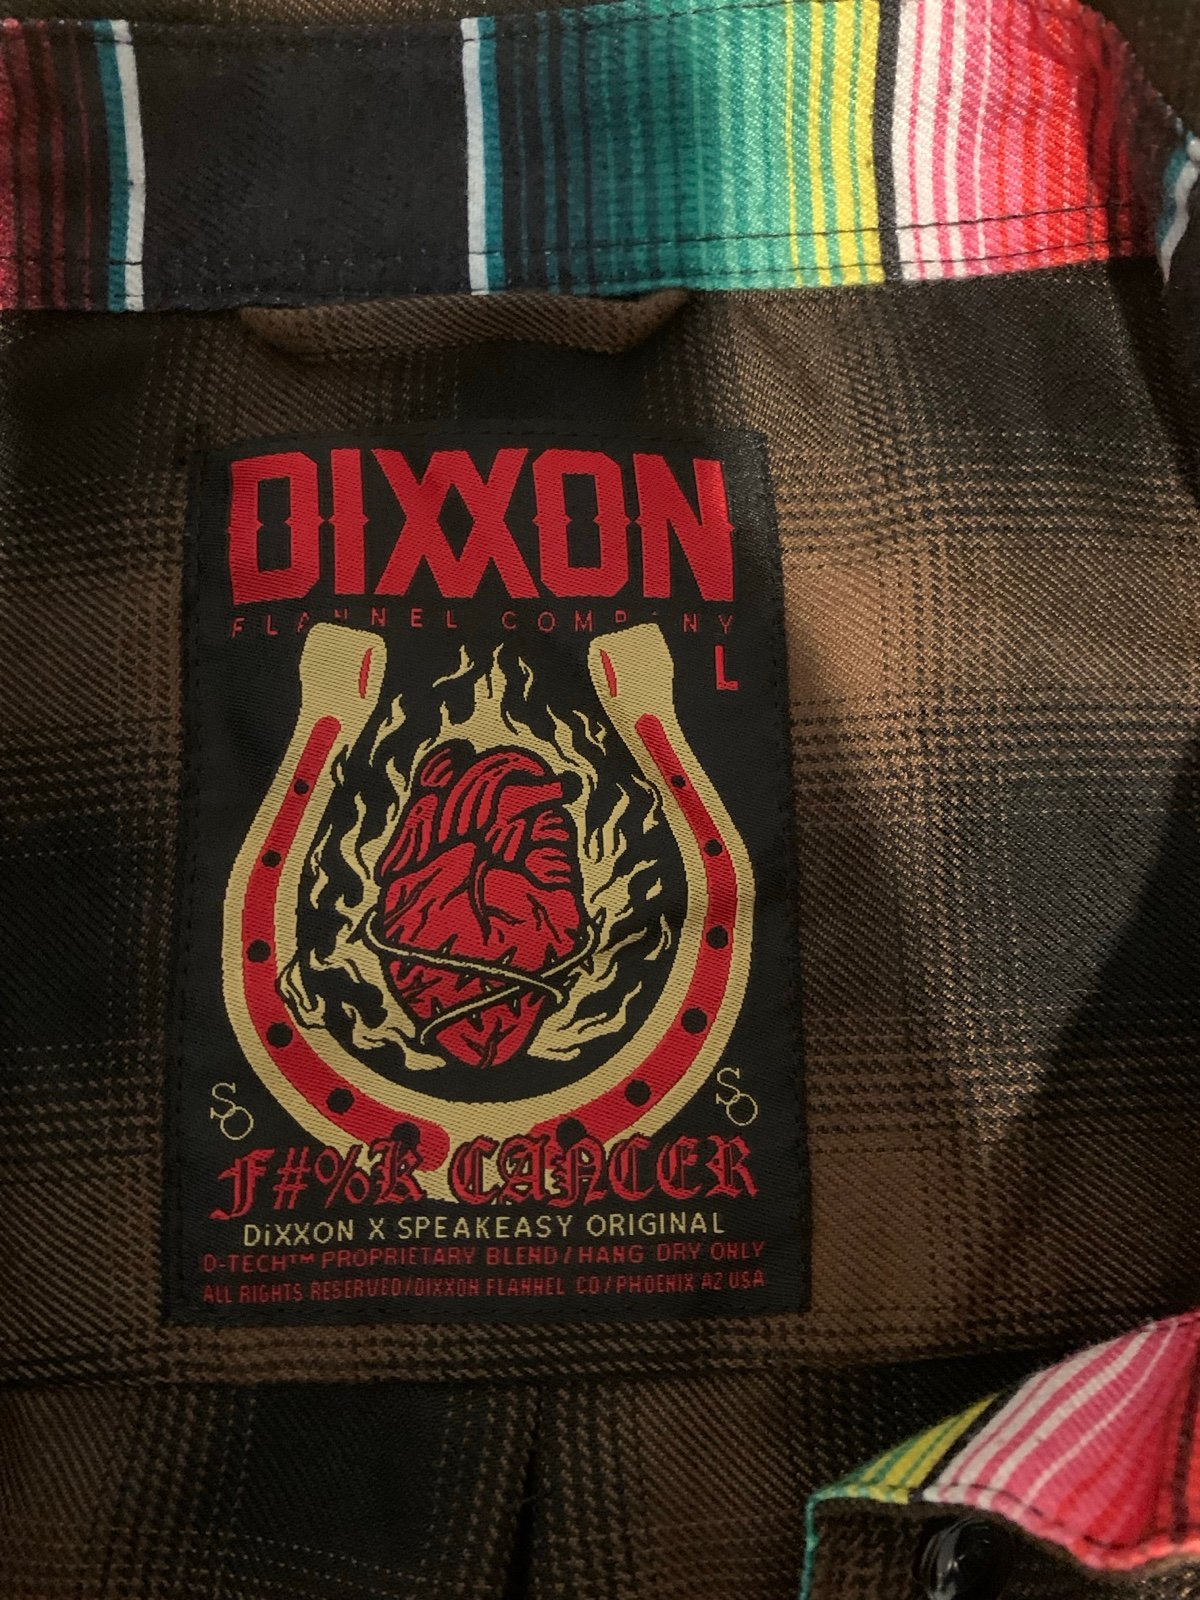 DIXXON
FLANNEL COMPANY
L
SO
SO
F#%K CANCER
DiXXON X SPEAKEASY ORIGINAL
D-TECH™ PROPRIETARY BLEND/HANG DRY ONLY
ALL RIGHTS RESERVED/DIXXON FLANNEL CO/PHOENIX AZ USA